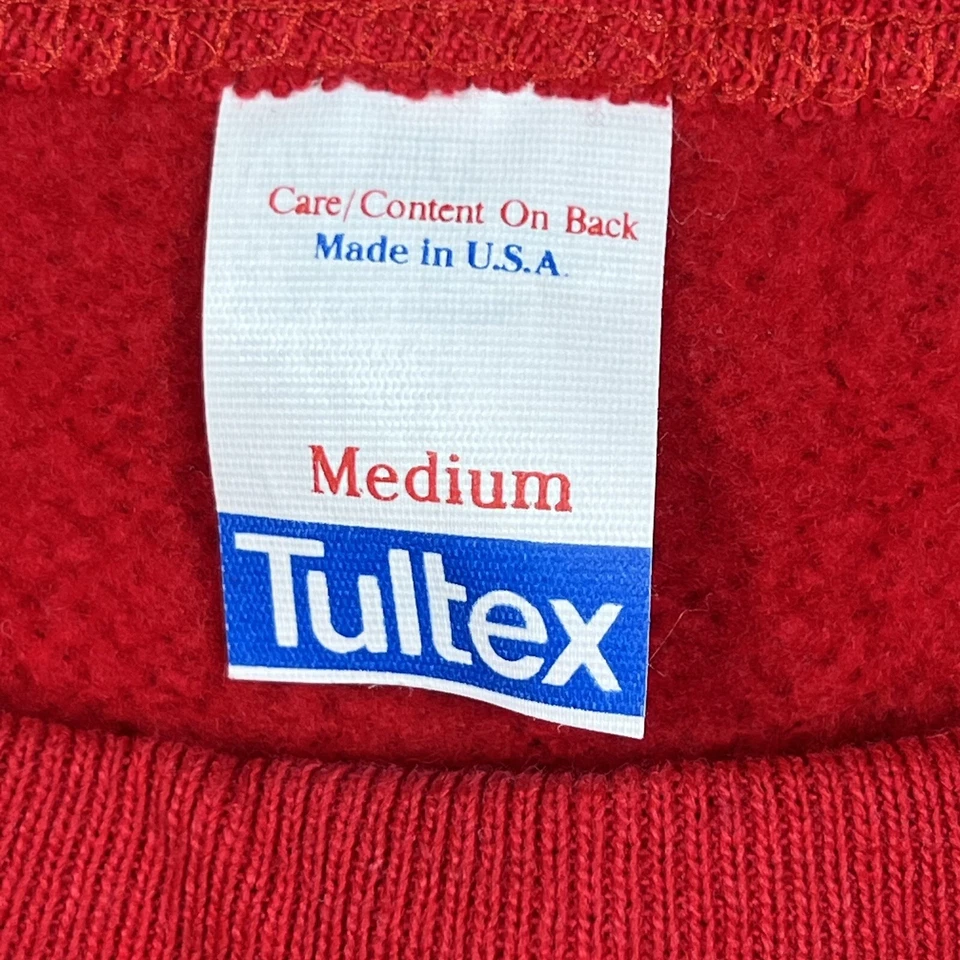 Care/Content On Back
Made in U.S.A.
Medium
Tultex